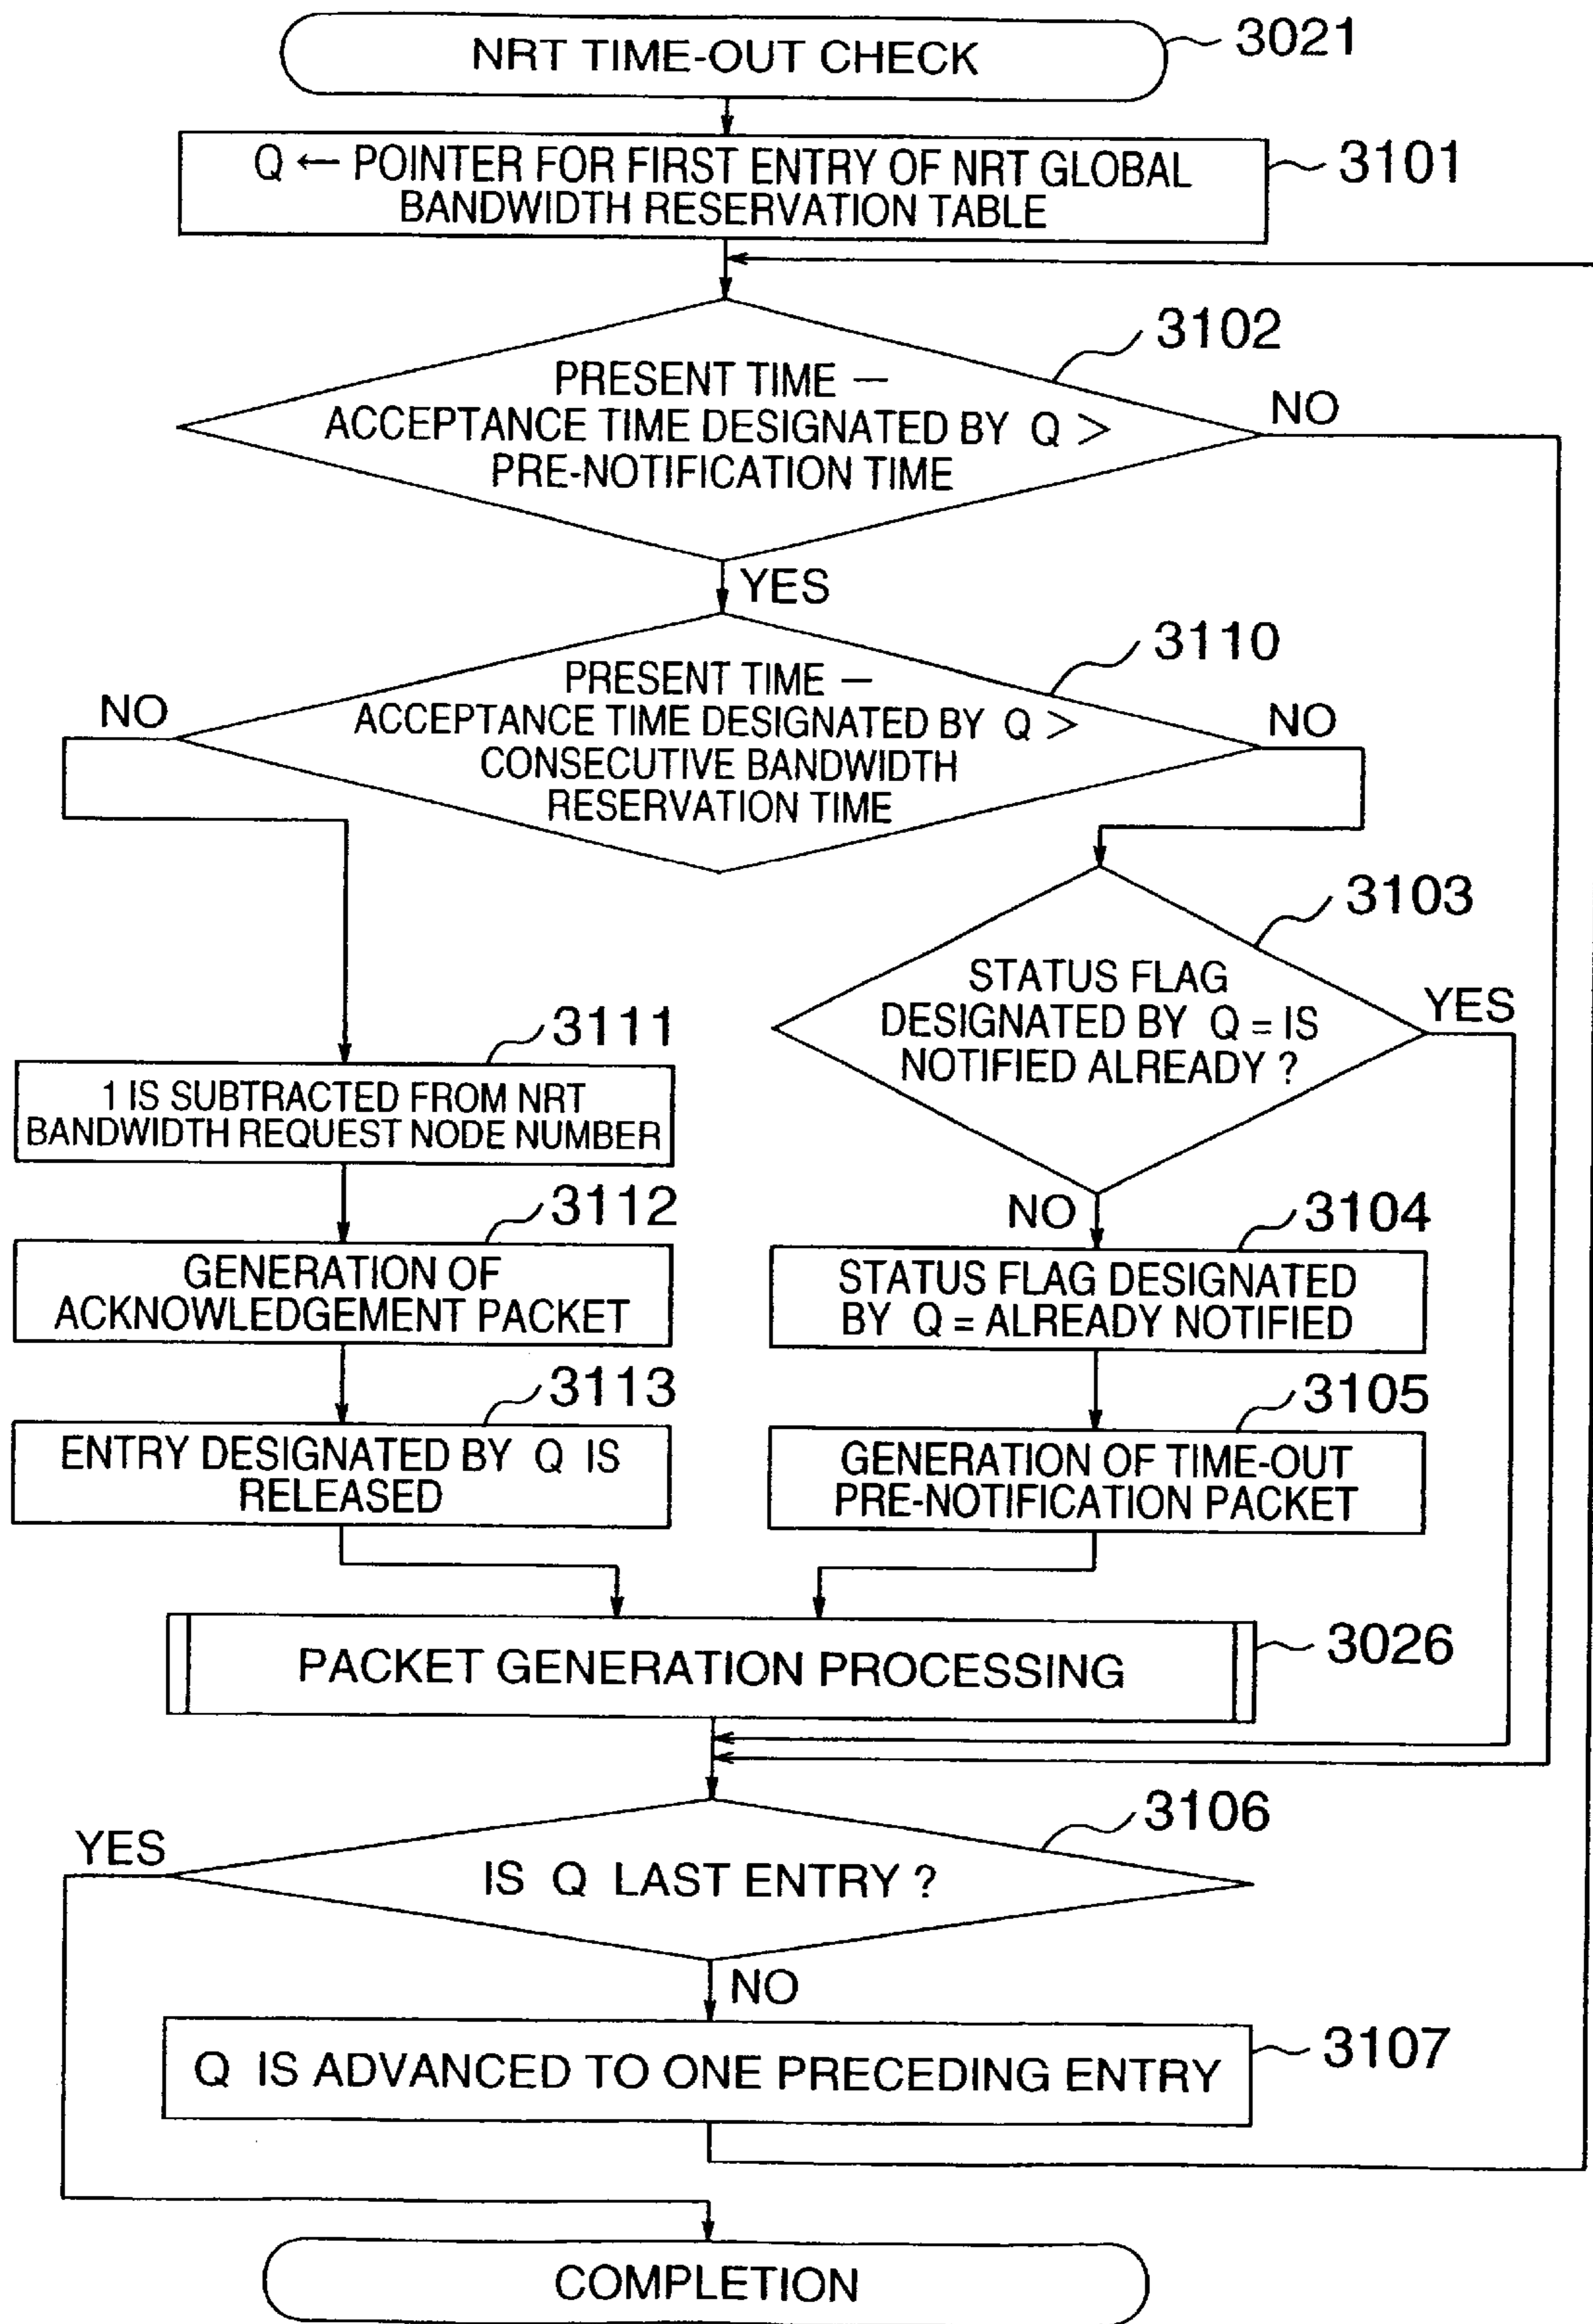 NRT TIME-OUT CHECK
3021
Q ← POINTER FOR FIRST ENTRY OF NRT GLOBAL
BANDWIDTH RESERVATION TABLE
3101
3102
PRESENT TIME —
ACCEPTANCE TIME DESIGNATED BY Q >
PRE-NOTIFICATION TIME
NO
YES
3110
PRESENT TIME —
ACCEPTANCE TIME DESIGNATED BY Q >
CONSECUTIVE BANDWIDTH
RESERVATION TIME
NO
NO
3103
STATUS FLAG
DESIGNATED BY Q = IS
NOTIFIED ALREADY ?
YES
NO
3111
1 IS SUBTRACTED FROM NRT
BANDWIDTH REQUEST NODE NUMBER
3112
GENERATION OF
ACKNOWLEDGEMENT PACKET
3113
ENTRY DESIGNATED BY Q IS
RELEASED
3104
STATUS FLAG DESIGNATED
BY Q = ALREADY NOTIFIED
3105
GENERATION OF TIME-OUT
PRE-NOTIFICATION PACKET
PACKET GENERATION PROCESSING
3026
3106
YES
IS Q LAST ENTRY ?
NO
Q IS ADVANCED TO ONE PRECEDING ENTRY
3107
COMPLETION